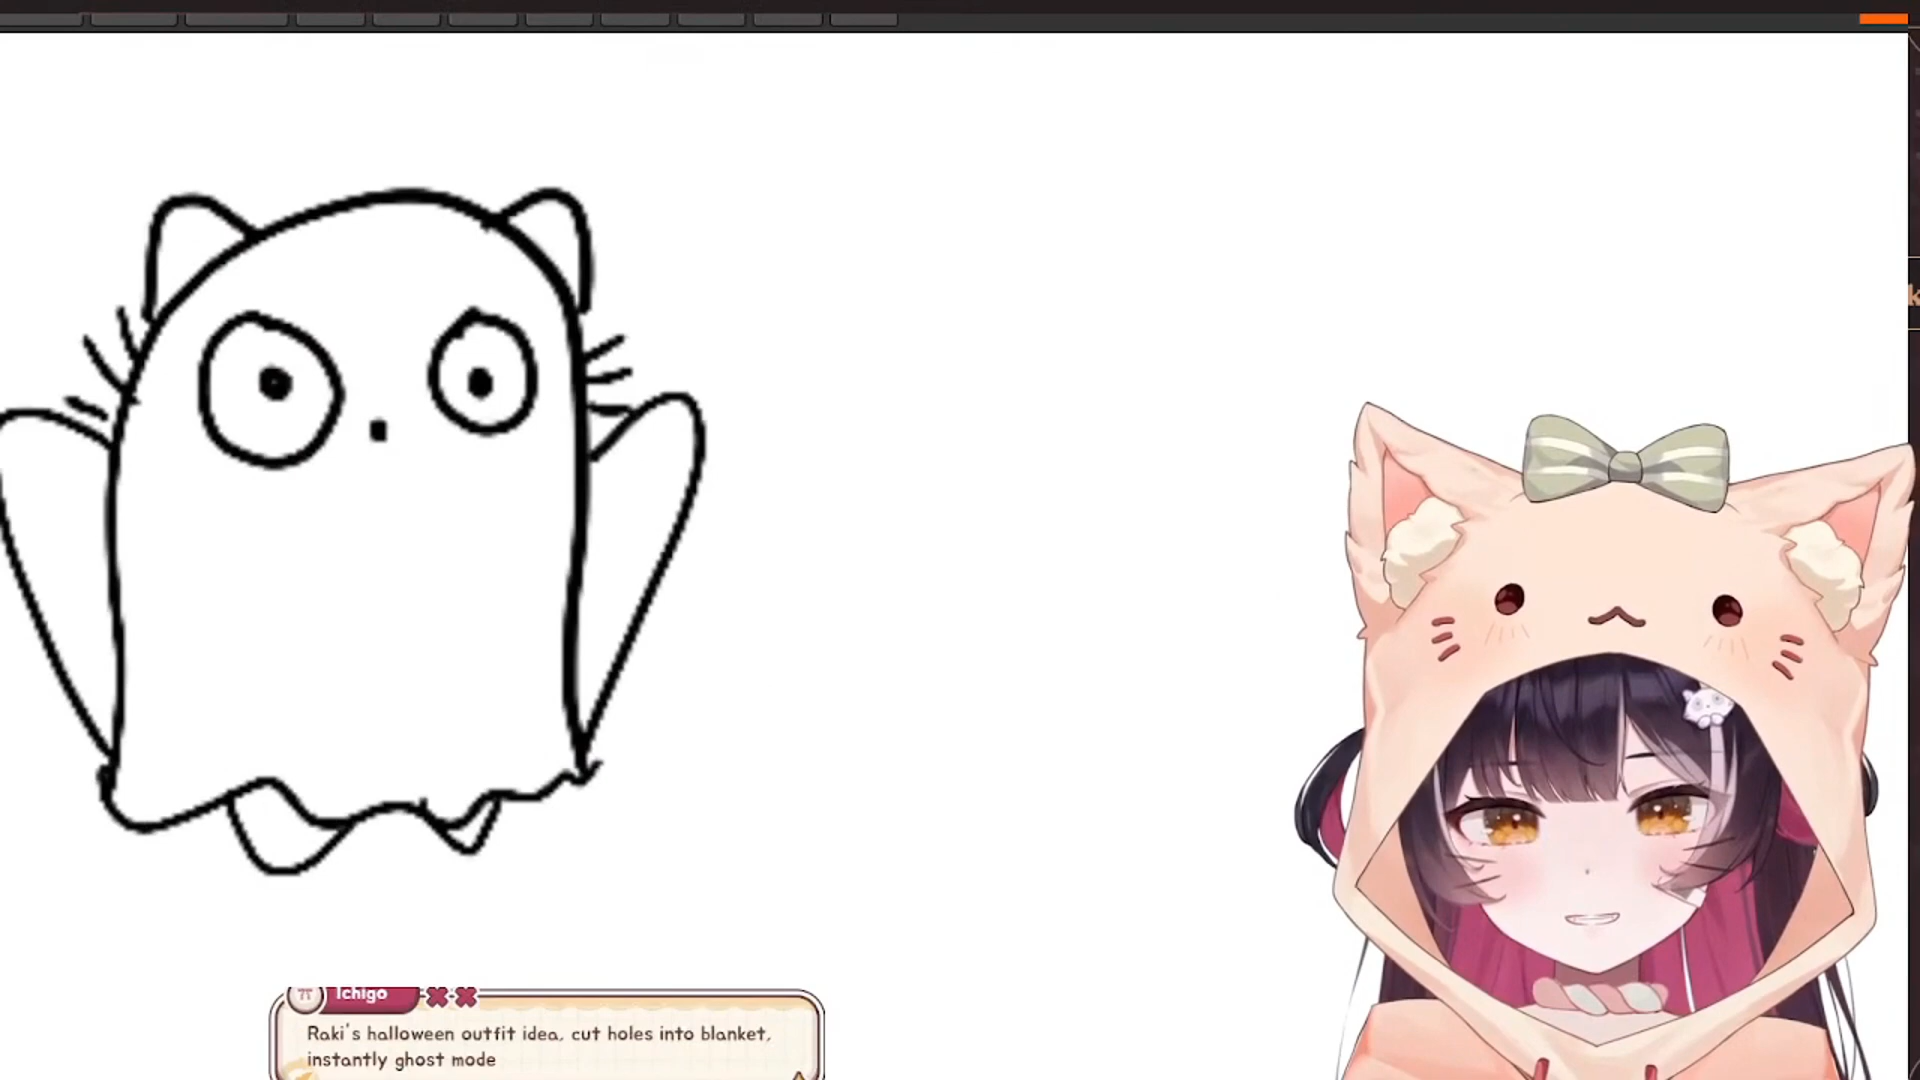 Ichigo
Raki's halloween outfit idea, cut holes into blanket,
instantly ghost mode